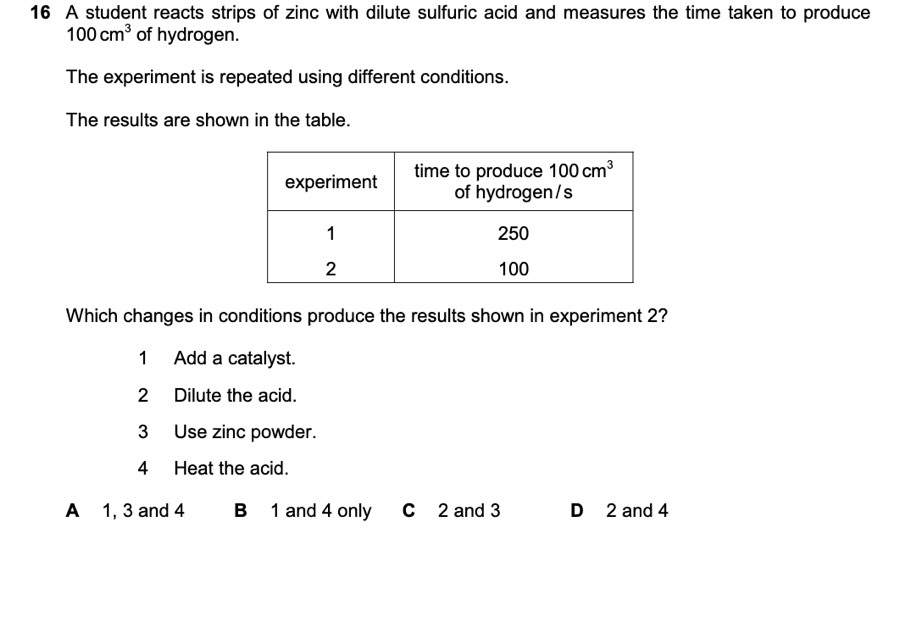 16 A student reacts strips of zinc with dilute sulfuric acid and measures the time taken to produce
100 cm³ of hydrogen.
The experiment is repeated using different conditions.
The results are shown in the table.
experiment time to produce 100 cm³ of hydrogen / s
1 250
2 100
Which changes in conditions produce the results shown in experiment 2?
1 Add a catalyst.
2 Dilute the acid.
3 Use zinc powder.
4 Heat the acid.
A 1, 3 and 4 B 1 and 4 only C 2 and 3 D 2 and 4